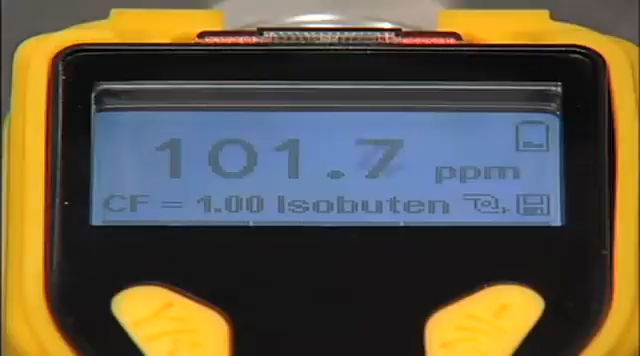 101.7 ppm
CF = 1.00 Isobuten